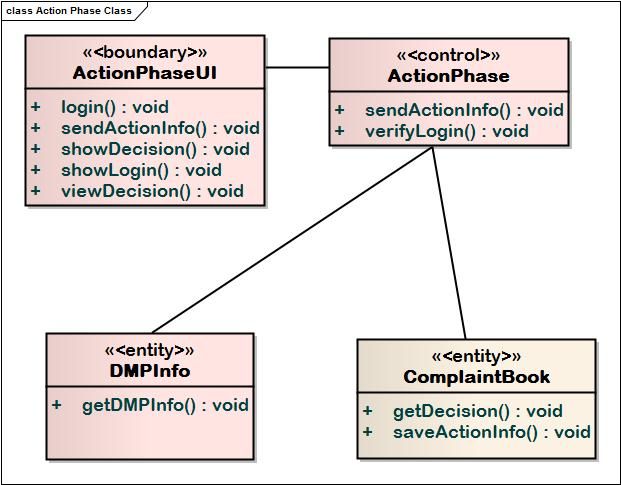 class Action Phase Class
«<boundary>»
ActionPhaseUI
+ login() : void
+ sendActionInfo() : void
+ showDecision() : void
+ showLogin() : void
+ viewDecision() : void
«<control>»
ActionPhase
+ sendActionInfo() : void
+ verifyLogin() : void
«<entity>»
DMPInfo
+ getDMPInfo() : void
«<entity>»
ComplaintBook
+ getDecision() : void
+ saveActionInfo() : void